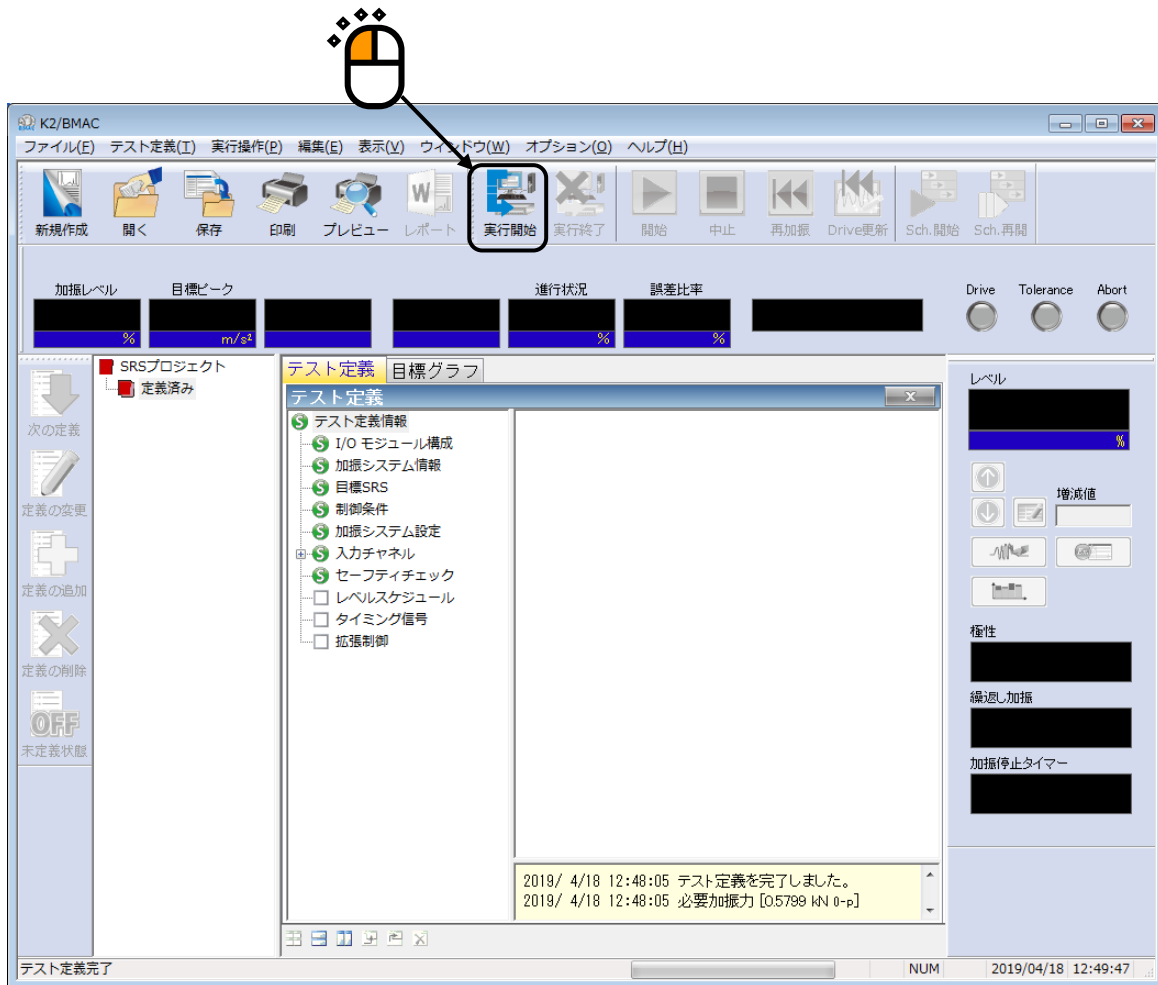 K2/BMAC
ファイル(F) テスト定義(T) 実行操作(P) 編集(E) 表示(V) ウィンドウ(W) オプション(O) ヘルプ(H)
新規作成 開く 保存 印刷 プレビュー レポート 実行開始 実行終了 開始 中止 再加振 Drive更新 Sch.開始 Sch.再開
加振レベル 目標ピーク 進行状況 誤差比率 Drive Tolerance Abort
% m/s² % %
次の定義
定義の変更
定義の追加
定義の削除
OFF
未定義状態
SRSプロジェクト
定義済み
テスト定義 目標グラフ
テスト定義
テスト定義情報
I/O モジュール構成
加振システム情報
目標SRS
制御条件
加振システム設定
入力チャネル
セーフティチェック
レベルスケジュール
タイミング信号
拡張制御
2019/ 4/18 12:48:05 テスト定義を完了しました。
2019/ 4/18 12:48:05 必要加振力 [0.5799 kN 0-p]
レベル
%
増減値
極性
繰返し加振
加振停止タイマー
テスト定義完了 NUM 2019/04/18 12:49:47